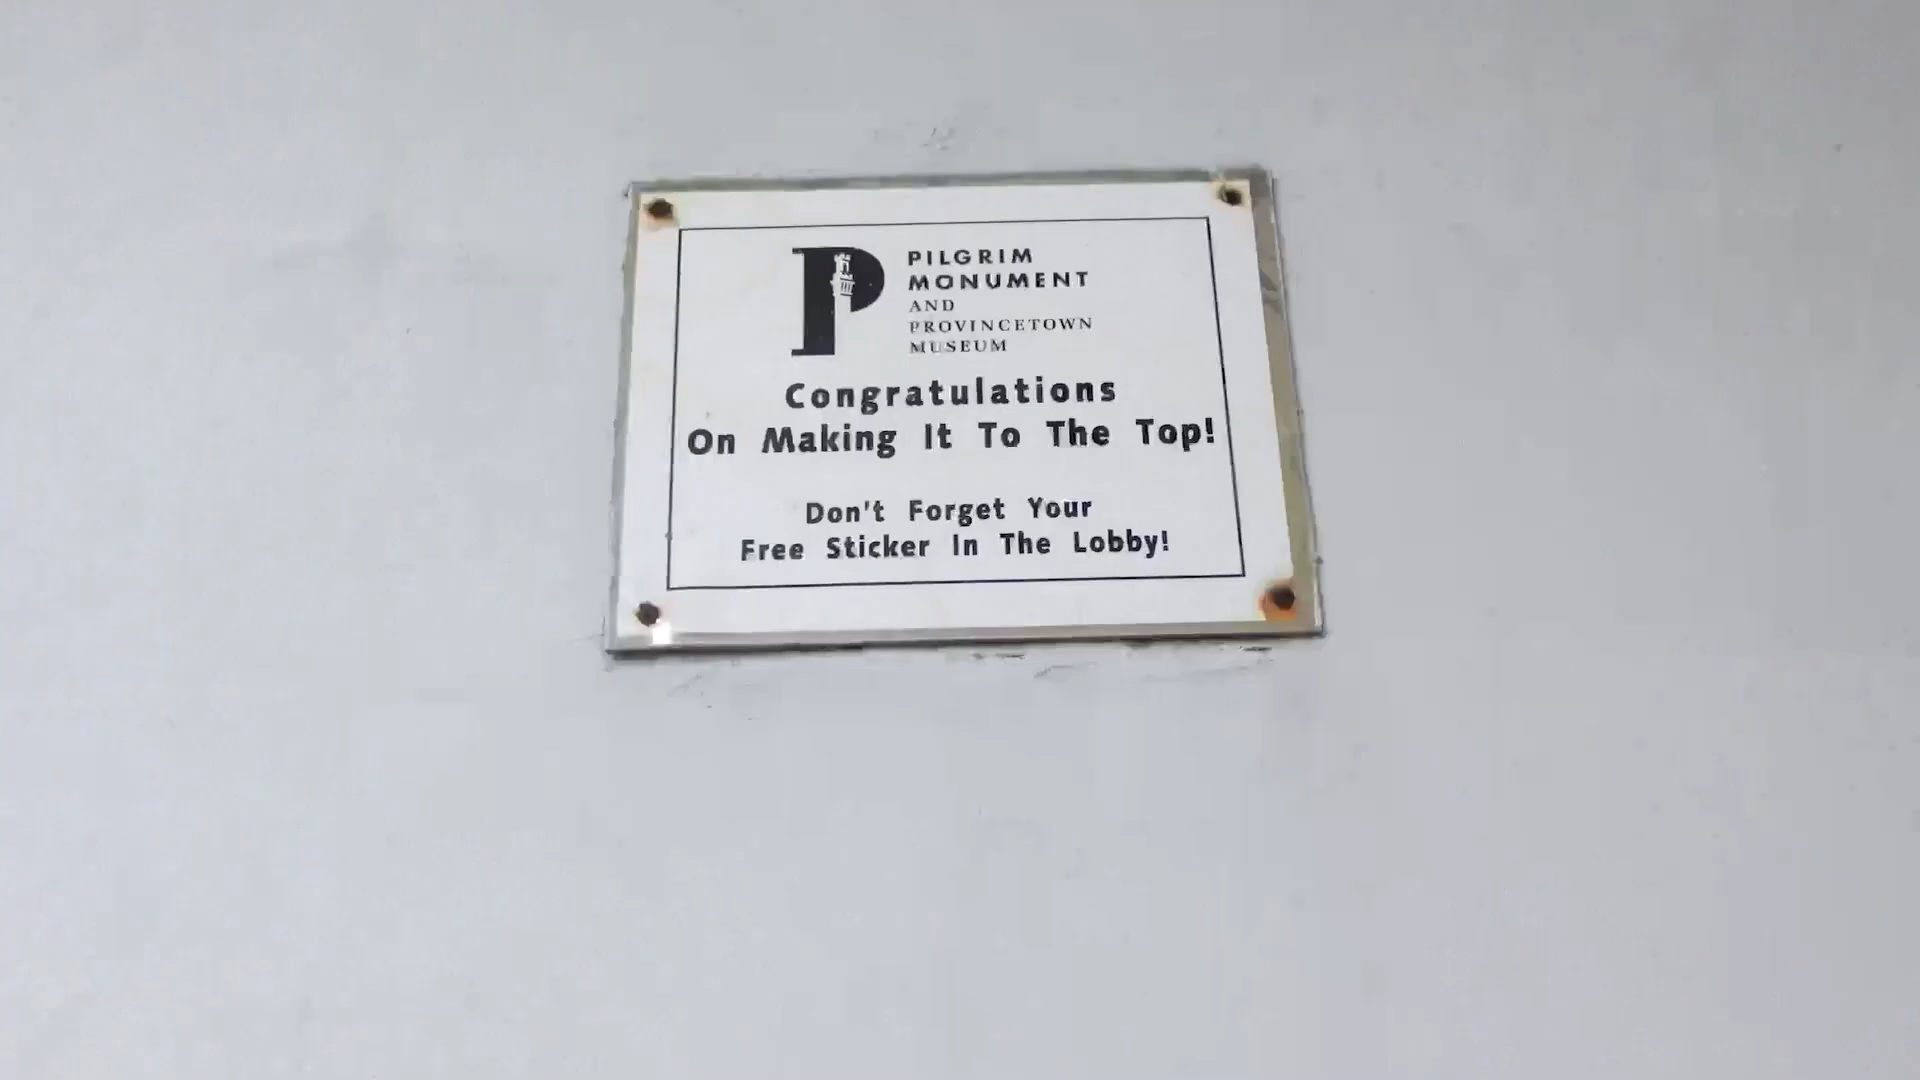 P
PILGRIM
MONUMENT
AND
PROVINCETOWN
MUSEUM
Congratulations
On Making It To The Top!
Don't Forget Your
Free Sticker In The Lobby!